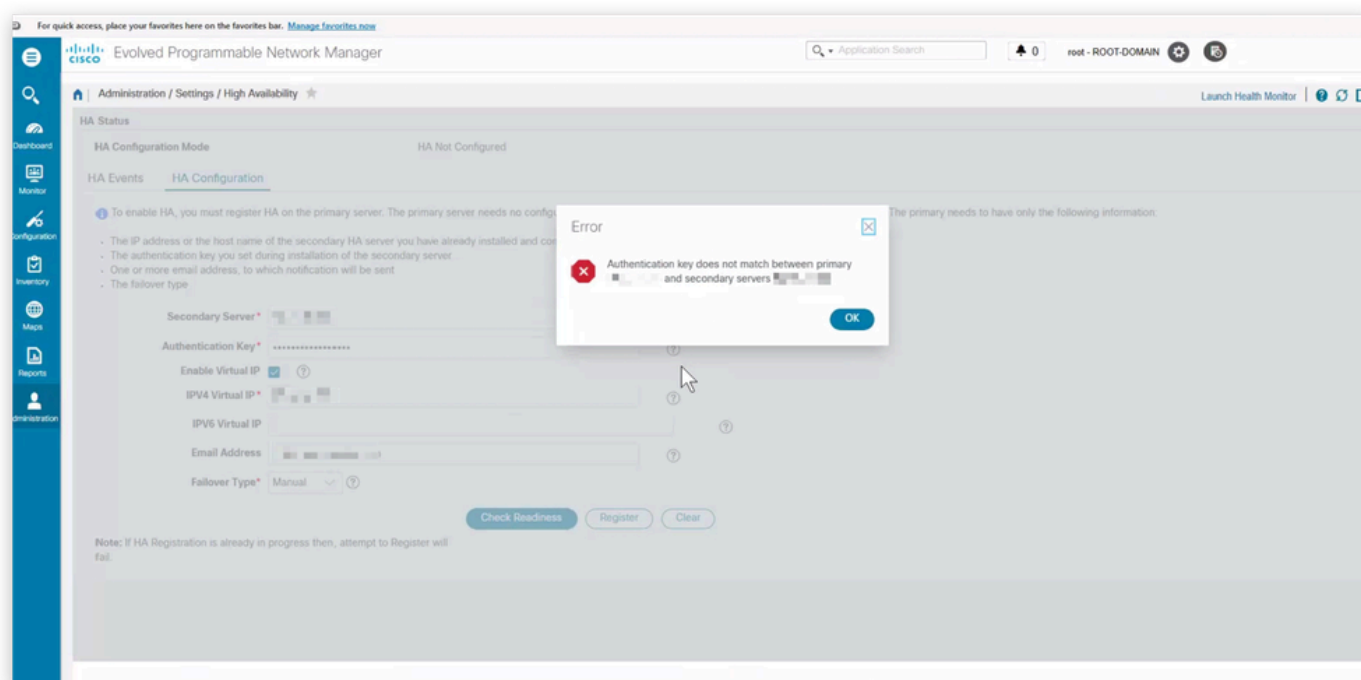 For quick access, place your favorites here on the favorites bar. Manage favorites now
cisco Evolved Programmable Network Manager
Application Search
0
root - ROOT-DOMAIN
Administration / Settings / High Availability
Launch Health Monitor
Dashboard
Monitor
onfiguration
Inventory
Maps
Reports
dministration
HA Status
HA Configuration Mode HA Not Configured
HA Events HA Configuration
To enable HA, you must register HA on the primary server. The primary server needs no configu
The primary needs to have only the following information:
The IP address or the host name of the secondary HA server you have already installed and con
The authentication key you set during installation of the secondary server.
One or more email address, to which notification will be sent
The failover type
Secondary Server*
Authentication Key* •••••••••••••••••
Enable Virtual IP
IPV4 Virtual IP*
IPV6 Virtual IP
Email Address
Failover Type* Manual
Check Readiness Register Clear
Note: If HA Registration is already in progress then, attempt to Register will
fail.
Error
Authentication key does not match between primary
and secondary servers
OK